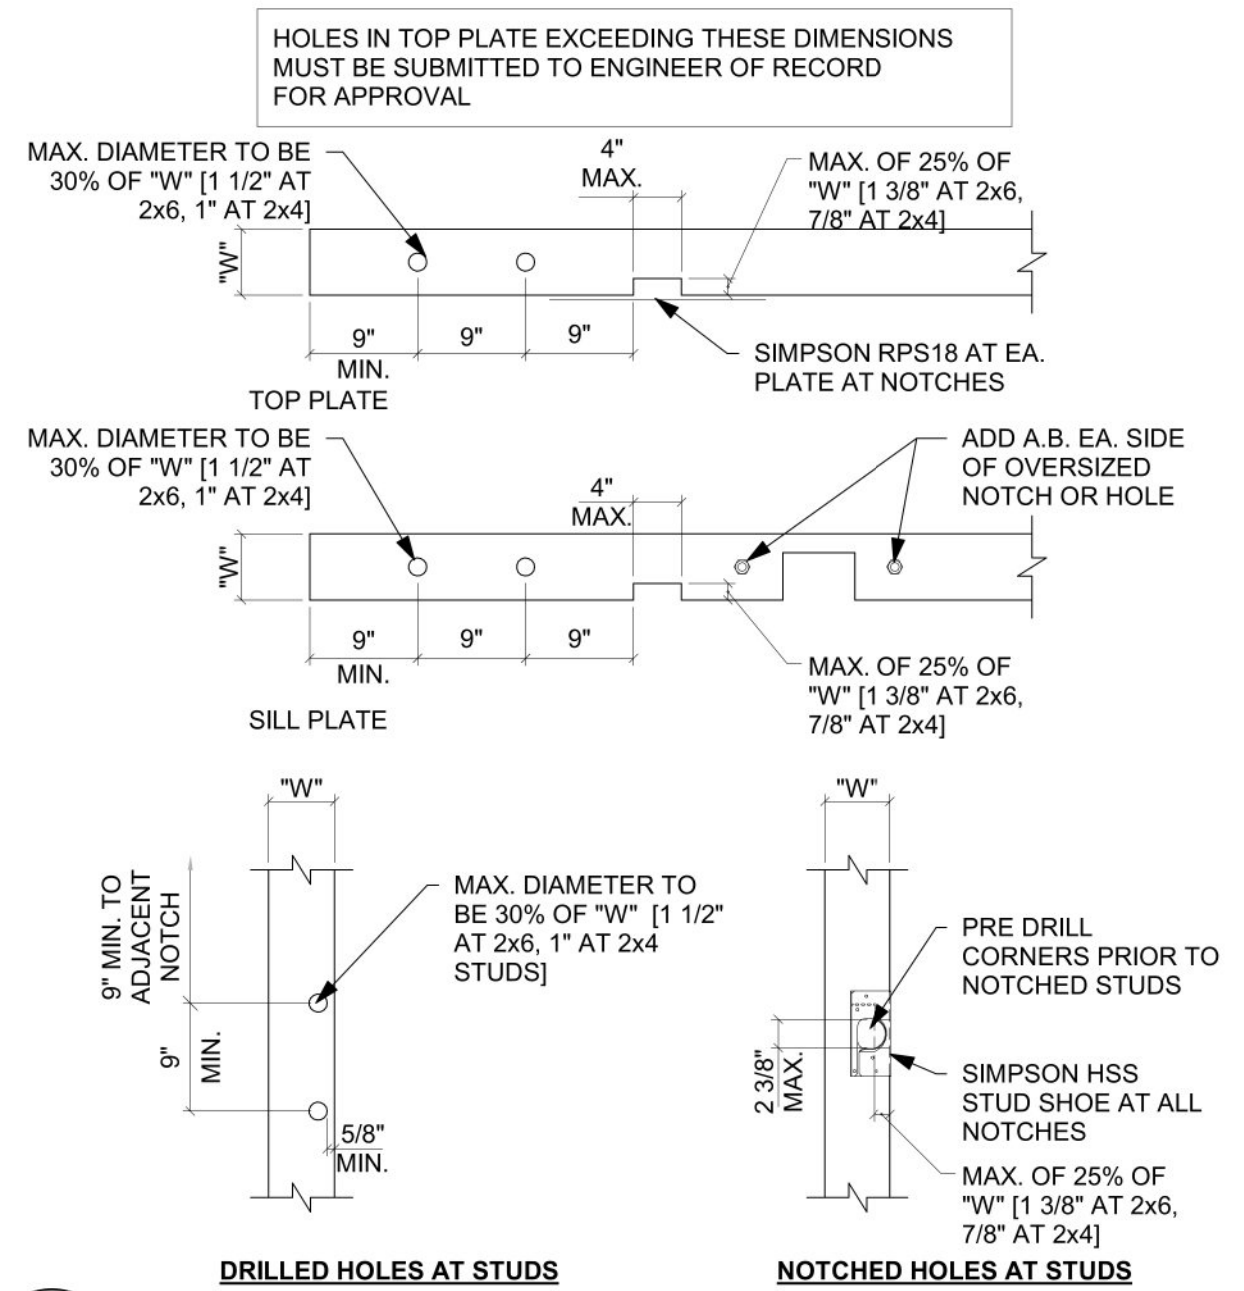 HOLES IN TOP PLATE EXCEEDING THESE DIMENSIONS
MUST BE SUBMITTED TO ENGINEER OF RECORD
FOR APPROVAL
MAX. DIAMETER TO BE
30% OF "W" [1 1/2" AT
2x6, 1" AT 2x4]
4"
MAX.
MAX. OF 25% OF
"W" [1 3/8" AT 2x6,
7/8" AT 2x4]
"W"
9"
MIN.
9"
9"
SIMPSON RPS18 AT EA.
PLATE AT NOTCHES
TOP PLATE
MAX. DIAMETER TO BE
30% OF "W" [1 1/2" AT
2x6, 1" AT 2x4]
4"
MAX.
ADD A.B. EA. SIDE
OF OVERSIZED
NOTCH OR HOLE
"W"
9"
MIN.
9"
9"
MAX. OF 25% OF
"W" [1 3/8" AT 2x6,
7/8" AT 2x4]
SILL PLATE
"W"
9" MIN. TO
ADJACENT
NOTCH
MAX. DIAMETER TO
BE 30% OF "W" [1 1/2"
AT 2x6, 1" AT 2x4
STUDS]
9"
MIN.
5/8"
MIN.
DRILLED HOLES AT STUDS
"W"
PRE DRILL
CORNERS PRIOR TO
NOTCHED STUDS
2 3/8"
MAX.
SIMPSON HSS
STUD SHOE AT ALL
NOTCHES
MAX. OF 25% OF
"W" [1 3/8" AT 2x6,
7/8" AT 2x4]
NOTCHED HOLES AT STUDS